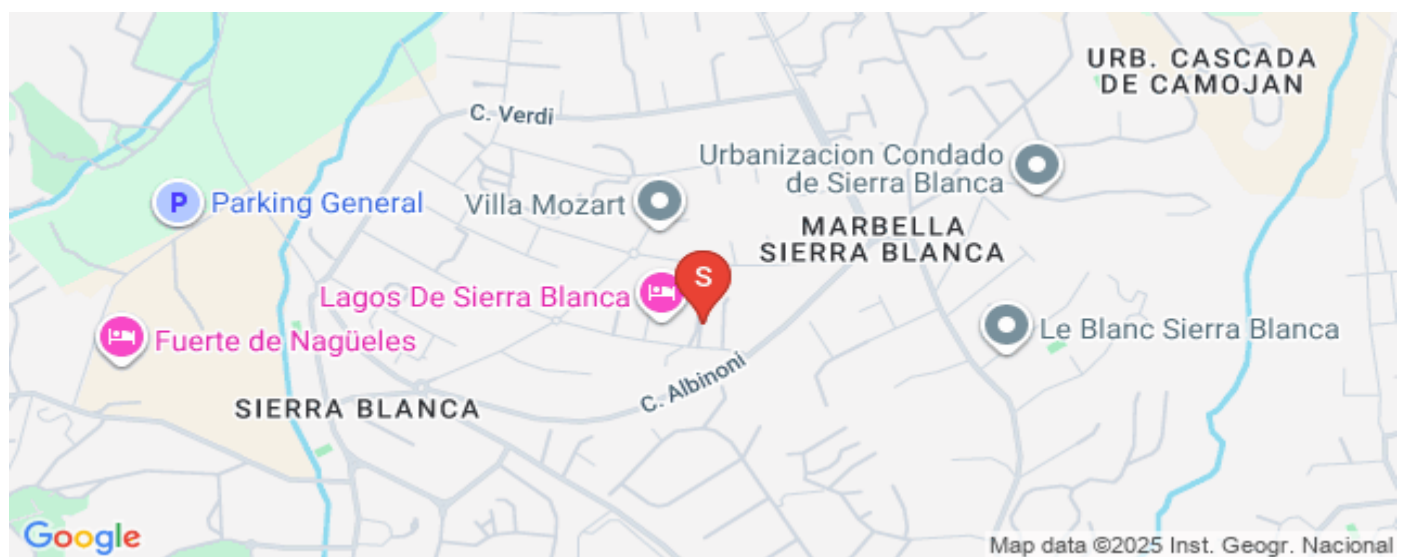 URB. CASCADA
DE CAMOJAN
C. Verdi
Urbanizacion Condado
de Sierra Blanca
P
Parking General
Villa Mozart
MARBELLA
SIERRA BLANCA
S
Lagos De Sierra Blanca
Fuerte de Nagüeles
Le Blanc Sierra Blanca
C. Albinoni
SIERRA BLANCA
Google
Map data ©2025 Inst. Geogr. Nacional